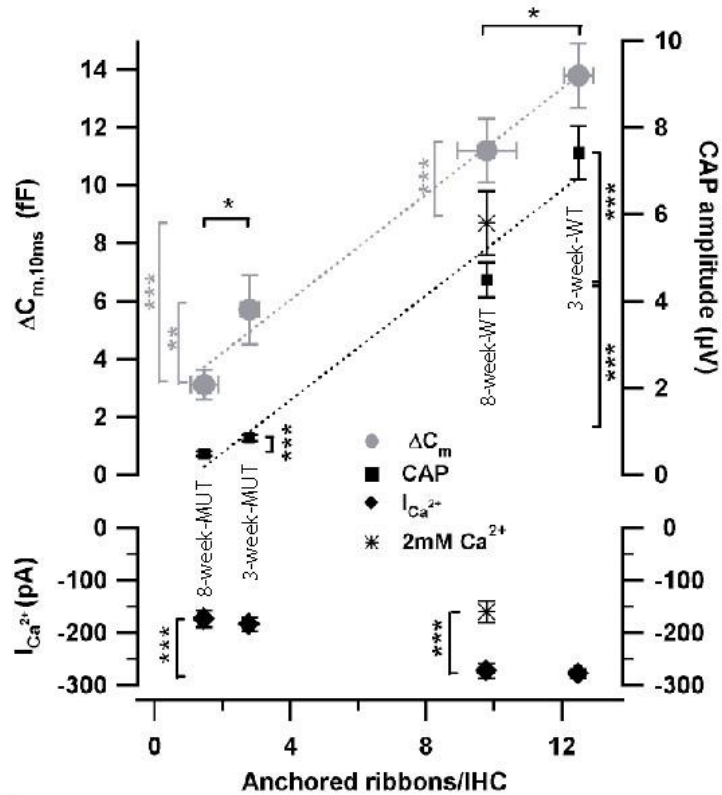 *
14
12
10
8
6
4
2
0
ΔCm,10ms (fF)
10
8
6
4
2
0
CAP amplitude (µV)
***
*
***
**
***
***
***
8-week-MUT
3-week-MUT
8-week-WT
3-week-WT
ΔCm
CAP
ICa2+
2mM Ca2+
0
-100
-200
-300
ICa2+ (pA)
***
***
0
-100
-200
-300
0 4 8 12
Anchored ribbons/IHC